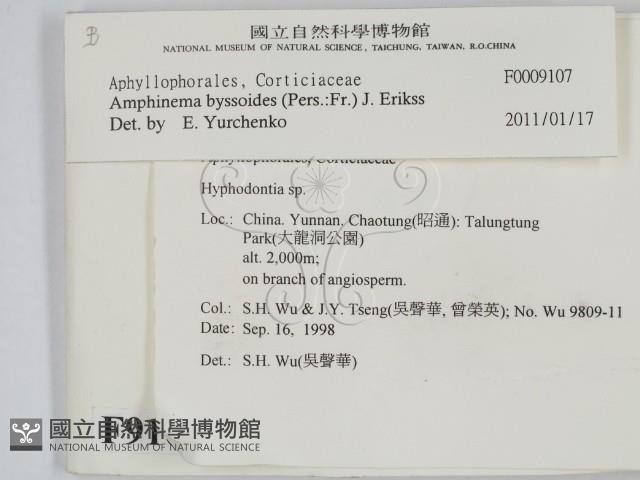 B
國立自然科學博物館
NATIONAL MUSEUM OF NATURAL SCIENCE, TAICHUNG, TAIWAN, R.O.CHINA
Aphyllophorales, Corticiaceae F0009107
Amphinema byssoides (Pers.:Fr.) J. Erikss
Det. by E. Yurchenko 2011/01/17
Aphyllophorales, Corticiaceae
Hyphodontia sp.
Loc.: China. Yunnan, Chaotung(昭通): Talungtung
Park(大龍洞公園)
alt. 2,000m;
on branch of angiosperm.
Col.: S.H. Wu & J.Y. Tseng(吳聲華, 曾榮英); No. Wu 9809-11
Date: Sep. 16, 1998
Det.: S.H. Wu(吳聲華)
F91
國立自然科學博物館
NATIONAL MUSEUM OF NATURAL SCIENCE